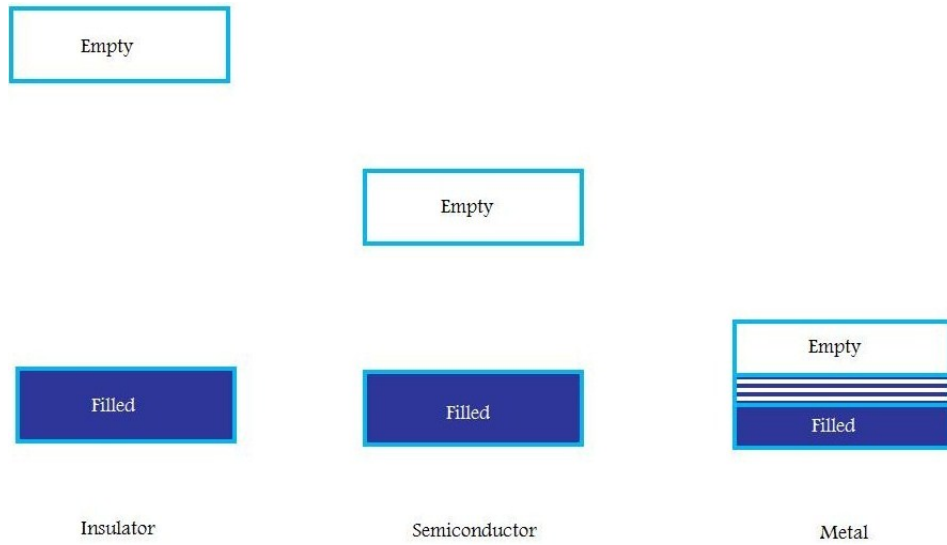 Empty
Empty
Empty
Filled
Filled
Filled
Insulator
Semiconductor
Metal